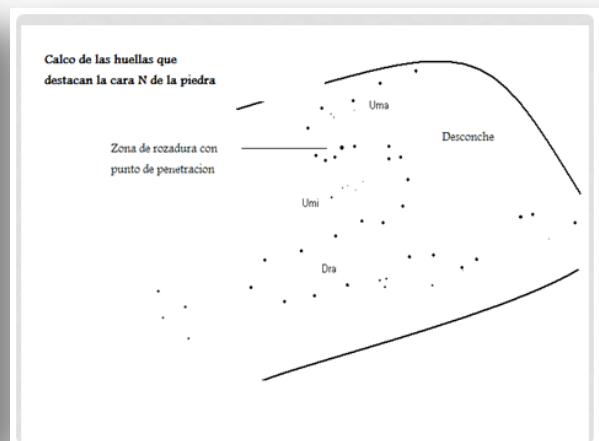 Calco de las huellas que
destacan la cara N de la piedra
Uma
Desconche
Zona de rozadura con
punto de penetracion
Umi
Dra